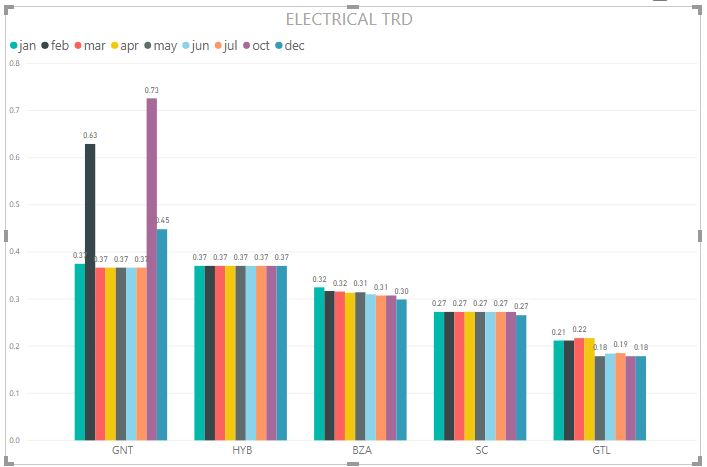 ELECTRICAL TRD
jan feb mar apr may jun jul oct dec
0.8
0.7
0.6
0.5
0.4
0.3
0.2
0.1
0.0
0.37 0.63 0.37 0.37 0.37 0.37 0.73 0.45
0.37 0.37 0.37 0.37 0.37
0.32 0.32 0.31 0.31 0.30
0.27 0.27 0.27 0.27 0.27
0.21 0.22 0.18 0.19 0.18 0.18
GNT HYB BZA SC GTL